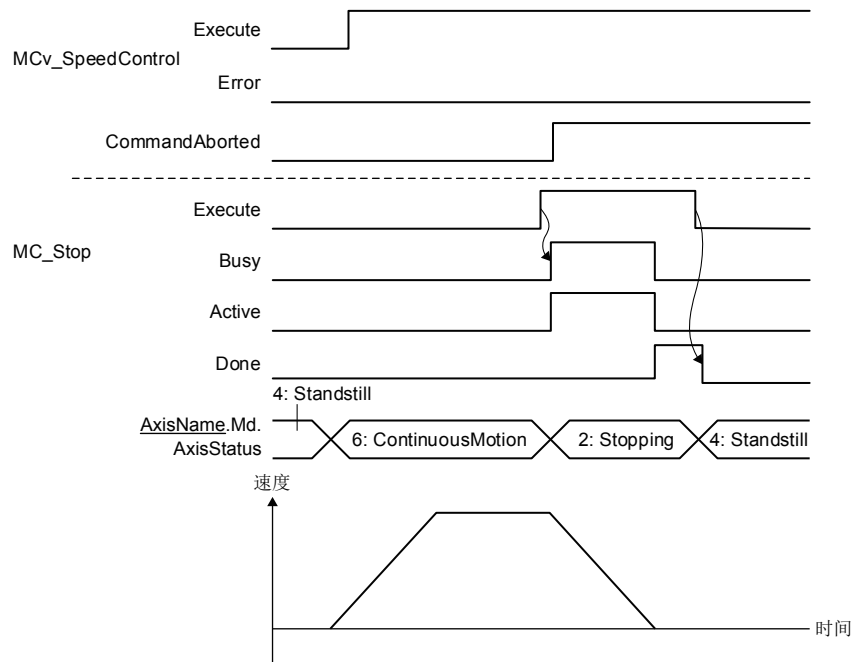 Execute
MCv_SpeedControl
Error
CommandAborted
Execute
MC_Stop
Busy
Active
Done
4: Standstill
AxisName.Md.
AxisStatus
6: ContinuousMotion
2: Stopping
4: Standstill
速度
时间